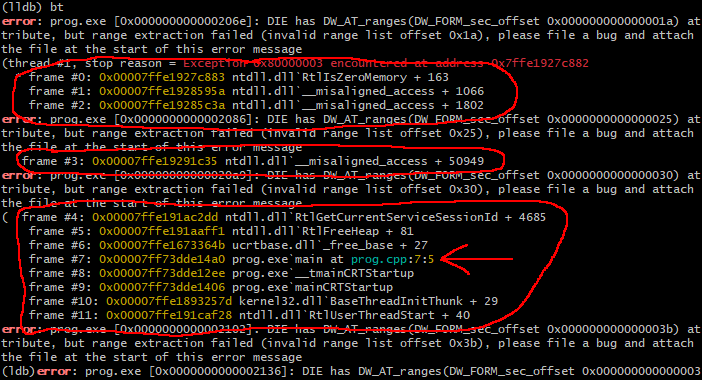 (lldb) bt
error: prog.exe [0x000000000000206e]: DIE has DW_AT_ranges(DW_FORM_sec_offset 0x000000000000001a) at
tribute, but range extraction failed (invalid range list offset 0x1a), please file a bug and attach
the file at the start of this error message
(thread #1, stop reason = Exception 0x80000003 encountered at address 0x7ffe1927c882
frame #0: 0x00007ffe1927c883 ntdll.dll`RtlIsZeroMemory + 163
frame #1: 0x00007ffe1928595a ntdll.dll`__misaligned_access + 1066
frame #2: 0x00007ffe19285c3a ntdll.dll`__misaligned_access + 1802
error: prog.exe [0x0000000000002086]: DIE has DW_AT_ranges(DW_FORM_sec_offset 0x0000000000000025) at
tribute, but range extraction failed (invalid range list offset 0x25), please file a bug and attach
the file at the start of this error message
frame #3: 0x00007ffe19291c35 ntdll.dll`__misaligned_access + 50949
error: prog.exe [0x00000000000020a9]: DIE has DW_AT_ranges(DW_FORM_sec_offset 0x0000000000000030) at
tribute, but range extraction failed (invalid range list offset 0x30), please file a bug and attach
the file at the start of this error message
( frame #4: 0x00007ffe191ac2dd ntdll.dll`RtlGetCurrentServiceSessionId + 4685
frame #5: 0x00007ffe191aaff1 ntdll.dll`RtlFreeHeap + 81
frame #6: 0x00007ffe1673364b ucrtbase.dll`_free_base + 27
frame #7: 0x00007ff73dde14a0 prog.exe`main at prog.cpp:7:5
frame #8: 0x00007ff73dde12ee prog.exe`__tmainCRTStartup
frame #9: 0x00007ff73dde1406 prog.exe`mainCRTStartup
frame #10: 0x00007ffe1893257d kernel32.dll`BaseThreadInitThunk + 29
frame #11: 0x00007ffe191caf28 ntdll.dll`RtlUserThreadStart + 40
error: prog.exe [0x0000000000002102]: DIE has DW_AT_ranges(DW_FORM_sec_offset 0x000000000000003b) at
tribute, but range extraction failed (invalid range list offset 0x3b), please file a bug and attach
the file at the start of this error message
(lldb)error: prog.exe [0x0000000000002136]: DIE has DW_AT_ranges(DW_FORM_sec_offset 0x00000000000003